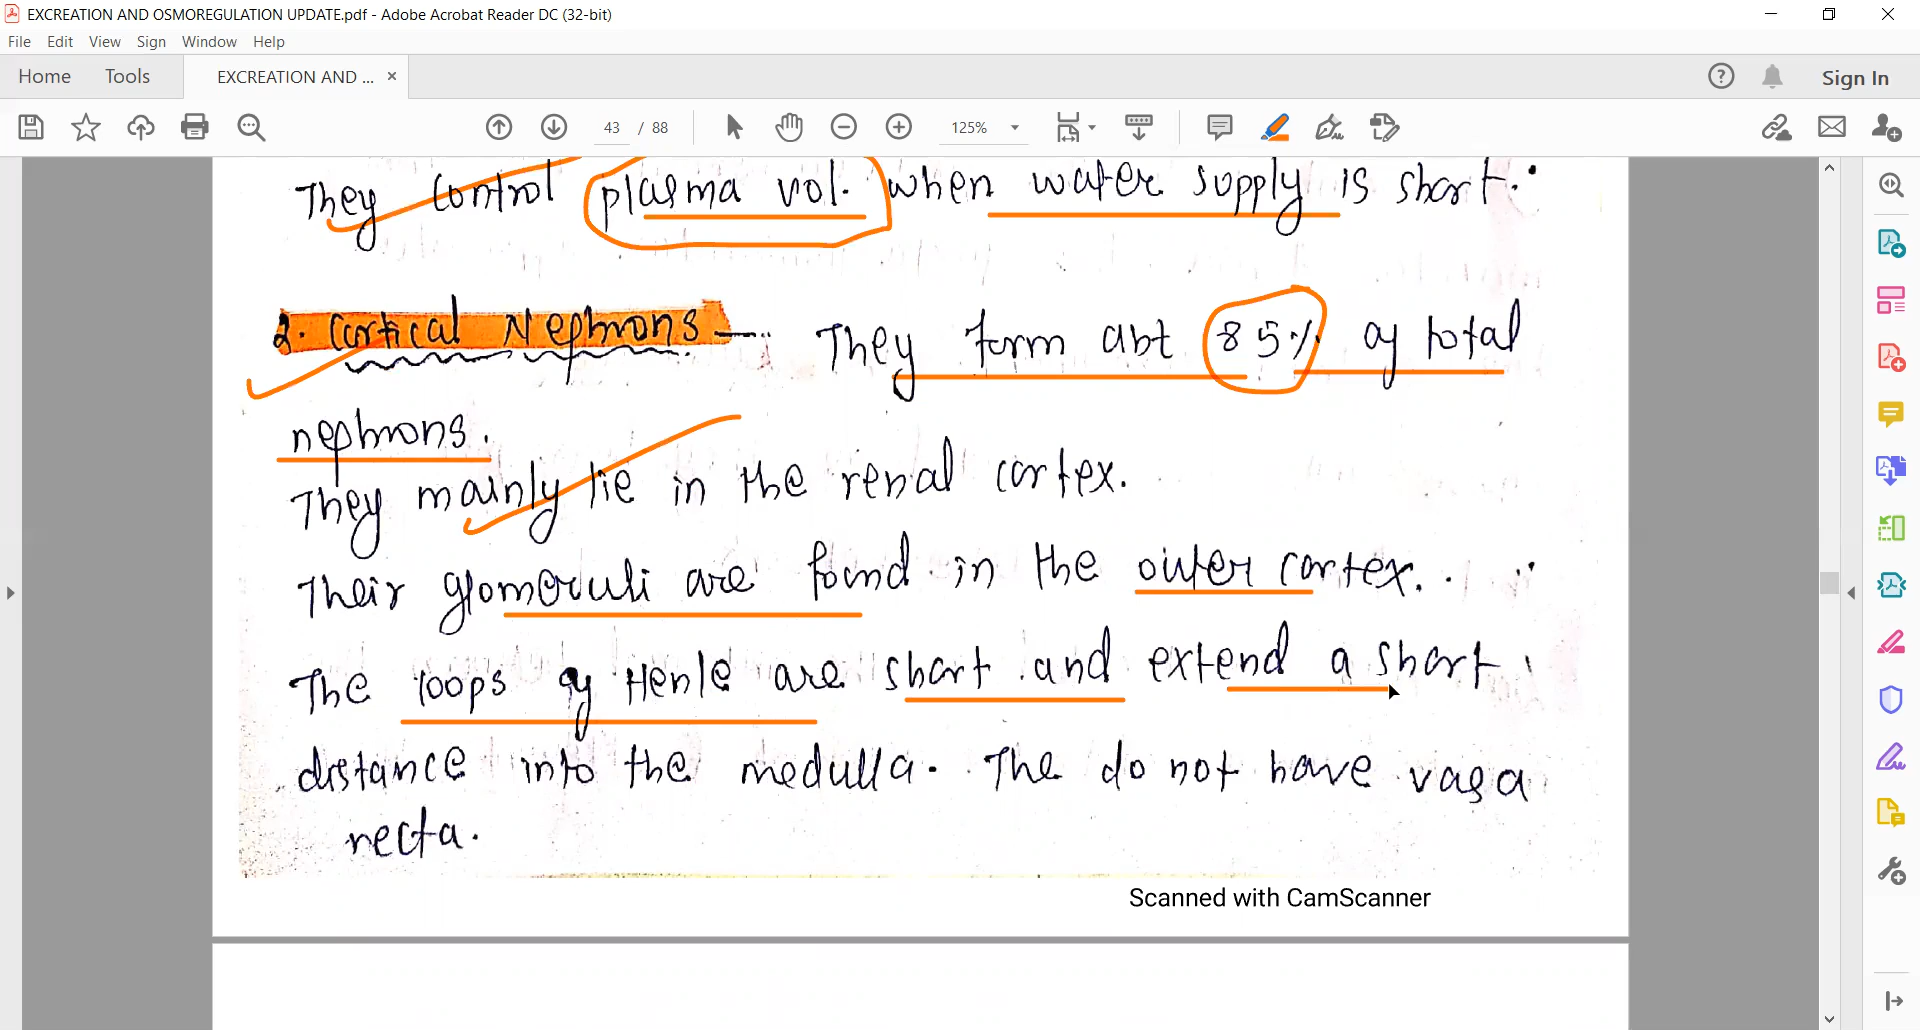 EXCREATION AND OSMOREGULATION UPDATE.pdf - Adobe Acrobat Reader DC (32-bit)
File Edit View Sign Window Help
Home Tools EXCREATION AND ... × Sign In
43 / 88 125%
They control plasma vol. when water supply is short.
2. Cortical Nephrons — They form abt 85% of total
nephrons.
They mainly lie in the renal cortex.
Their glomeruli are found in the outer cortex.
The loops of Henle are short and extend a short
distance into the medulla. The do not have vasa
recta.
Scanned with CamScanner